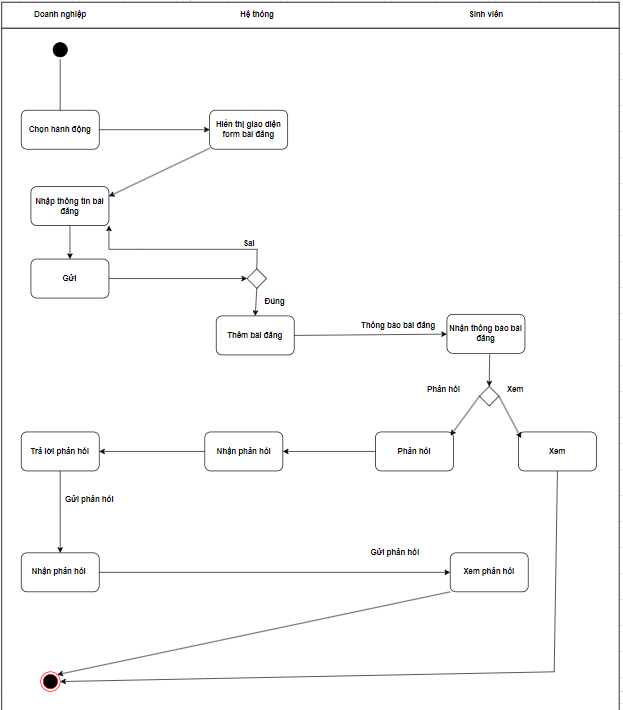 Doanh nghiệp
Hệ thống
Sinh viên
Chọn hành động
Hiển thị giao diện
form bài đăng
Nhập thông tin bài
đăng
Sai
Gửi
Đúng
Thêm bài đăng
Thông báo bài đăng
Nhận thông báo bài
đăng
Phản hồi
Xem
Trả lời phản hồi
Nhận phản hồi
Phản hồi
Xem
Gửi phản hồi
Gửi phản hồi
Nhận phản hồi
Xem phản hồi